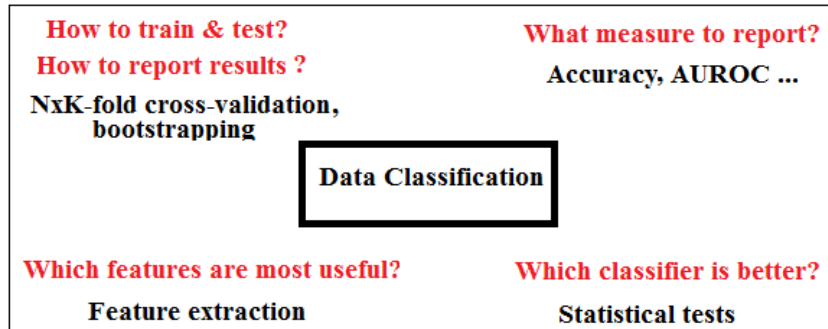 How to train & test?
How to report results ?
NxK-fold cross-validation,
bootstrapping
What measure to report?
Accuracy, AUROC ...
Data Classification
Which features are most useful?
Feature extraction
Which classifier is better?
Statistical tests